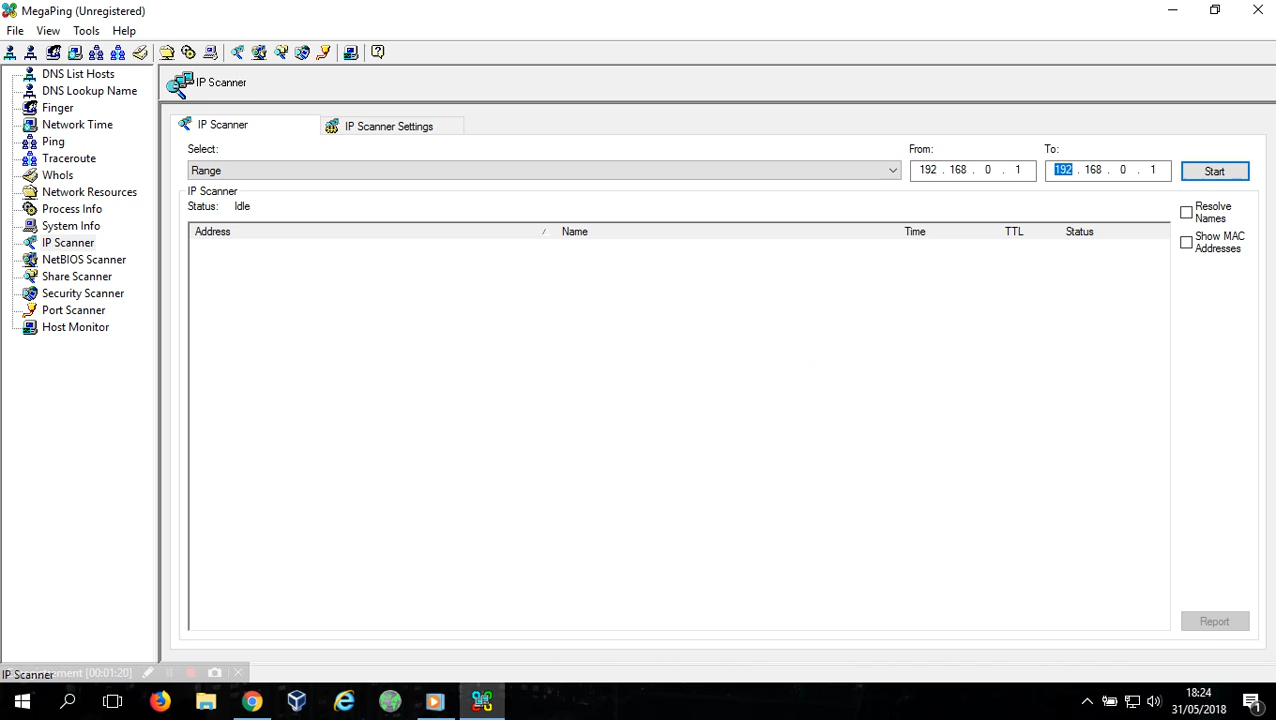 MegaPing (Unregistered)
File View Tools Help
DNS List Hosts
DNS Lookup Name
Finger
Network Time
Ping
Traceroute
WhoIs
Network Resources
Process Info
System Info
IP Scanner
NetBIOS Scanner
Share Scanner
Security Scanner
Port Scanner
Host Monitor
IP Scanner
IP Scanner IP Scanner Settings
Select: From: To:
Range 192 . 168 . 0 . 1 192 . 168 . 0 . 1 Start
IP Scanner
Status: Idle
Resolve
Names
Show MAC
Addresses
Address Name Time TTL Status
Report
IP Scanner [00:01:20]
18:24
31/05/2018
1